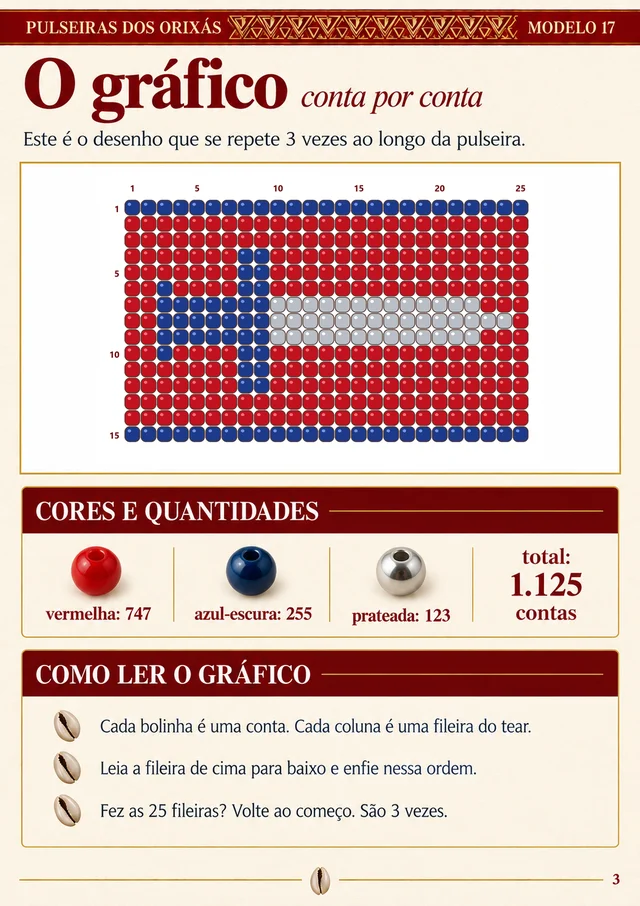 PULSEIRAS DOS ORIXÁS
MODELO 17
O gráfico conta por conta
Este é o desenho que se repete 3 vezes ao longo da pulseira.
1 5 10 15 20 25
1
5
10
15
CORES E QUANTIDADES
vermelha: 747
azul-escura: 255
prateada: 123
total:
1.125
contas
COMO LER O GRÁFICO
Cada bolinha é uma conta. Cada coluna é uma fileira do tear.
Leia a fileira de cima para baixo e enfie nessa ordem.
Fez as 25 fileiras? Volte ao começo. São 3 vezes.
3